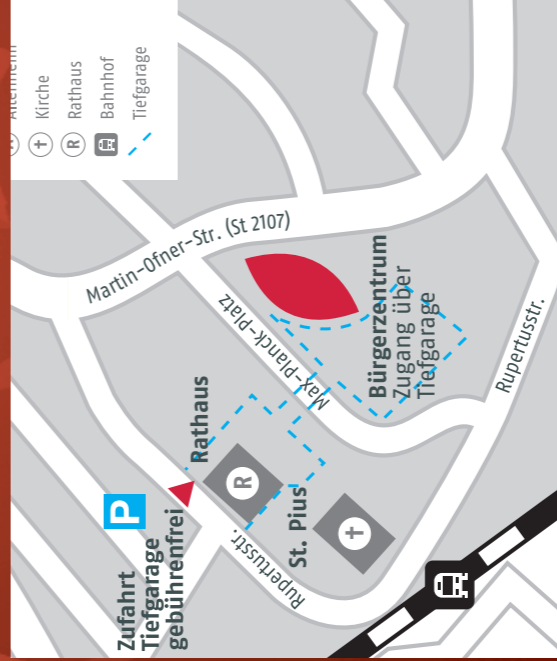 Kirche
Rathaus
Bahnhof
Tiefgarage
R
Martin-Ofner-Str. (St 2107)
Max-Planck-Platz
Bürgerzentrum
Zugang über
Tiefgarage
Rupertusstr.
P
Zufahrt
Tiefgarage
gebührenfrei
Rathaus
R
St. Pius
Rupertusstr.